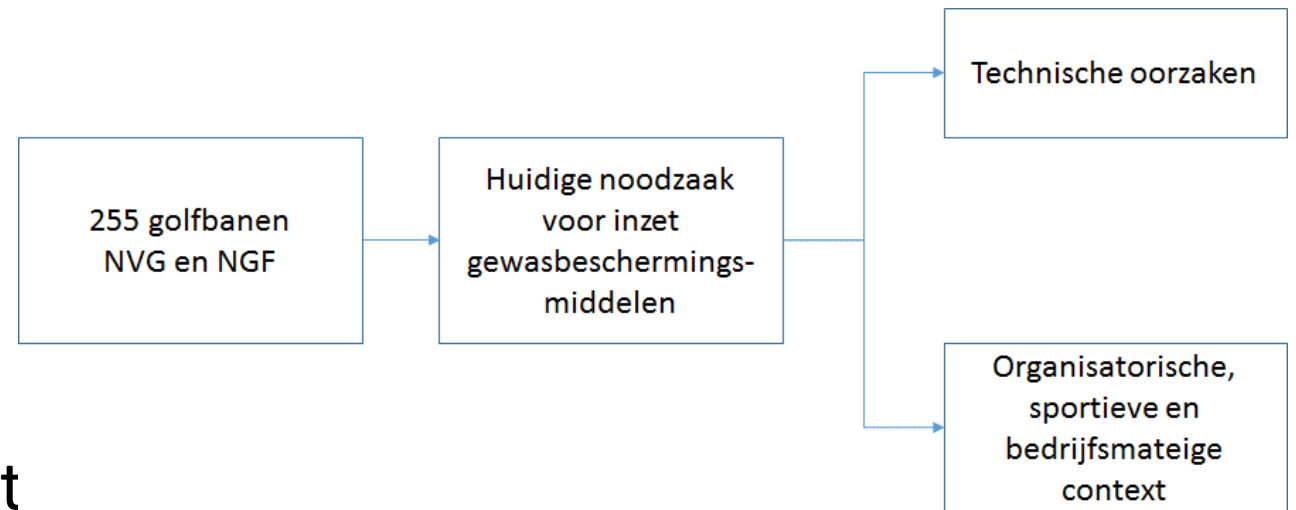 Technische oorzaken
255 golfbanen
NVG en NGF
Huidige noodzaak
voor inzet
gewasbeschermings-
middelen
Organisatorische,
sportieve en
bedrijfsmateige
context
t